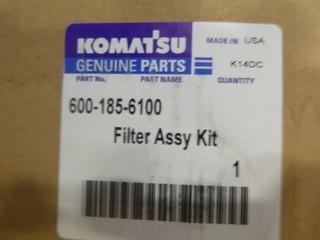 KOMATSU
MADE IN USA
GENUINE PARTS
K14DC
PART No. PART NAME QUANTITY
600-185-6100
Filter Assy Kit
1